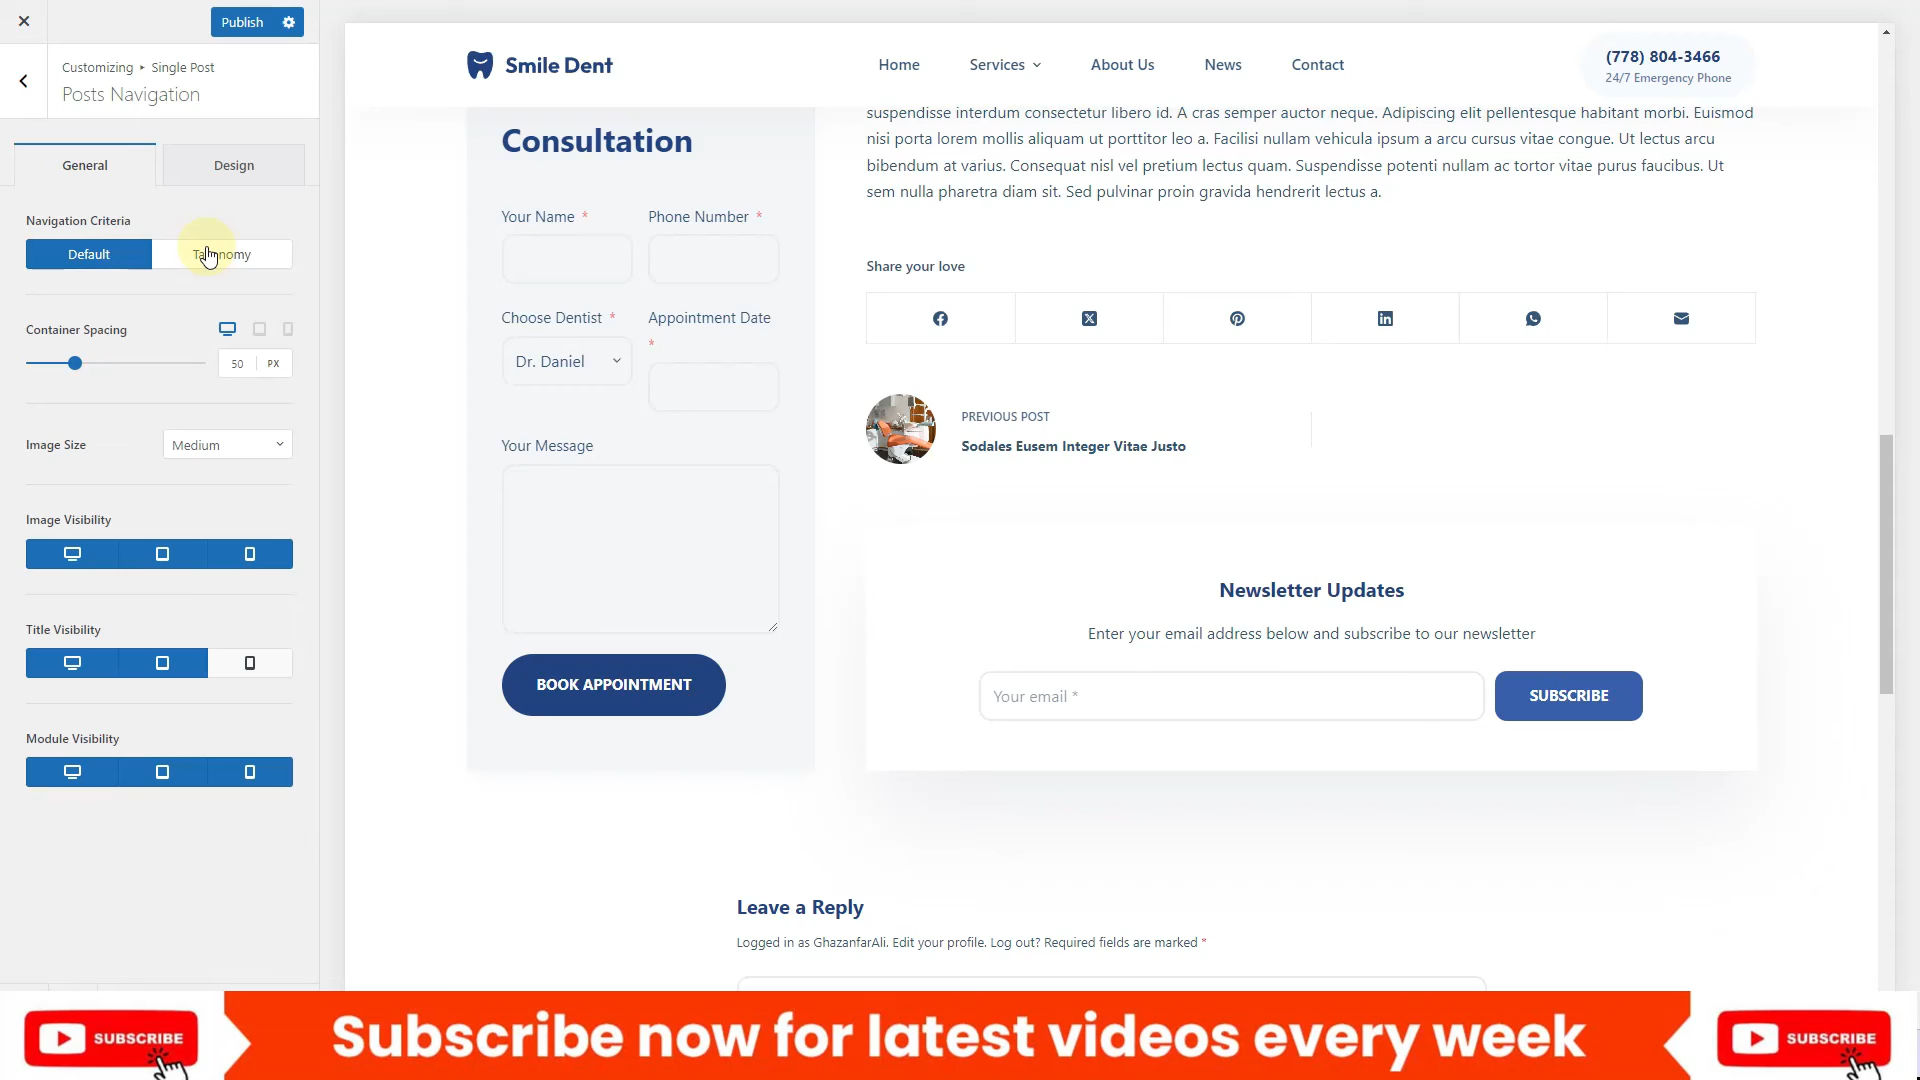 Publish
Customizing ▸ Single Post
Posts Navigation
General
Design
Navigation Criteria
Default
Container Spacing
50
PX
Image Size
Medium
Image Visibility
Title Visibility
Module Visibility
Smile Dent
Home
Services
About Us
News
Contact
(778) 804-3466
24/7 Emergency Phone
Consultation
Your Name *
Phone Number *
Choose Dentist *
Appointment Date
*
Dr. Daniel
Your Message
BOOK APPOINTMENT
suspendisse interdum consectetur libero id. A cras semper auctor neque. Adipiscing elit pellentesque habitant morbi. Euismod
nisi porta lorem mollis aliquam ut porttitor leo a. Facilisi nullam vehicula ipsum a arcu cursus vitae congue. Ut lectus arcu
bibendum at varius. Consequat nisl vel pretium lectus quam. Suspendisse potenti nullam ac tortor vitae purus faucibus. Ut
sem nulla pharetra diam sit. Sed pulvinar proin gravida hendrerit lectus a.
Share your love
PREVIOUS POST
Sodales Eusem Integer Vitae Justo
Newsletter Updates
Enter your email address below and subscribe to our newsletter
Your email *
SUBSCRIBE
Leave a Reply
Logged in as GhazanfarAli. Edit your profile. Log out? Required fields are marked *
SUBSCRIBE
Subscribe now for latest videos every week
SUBSCRIBE